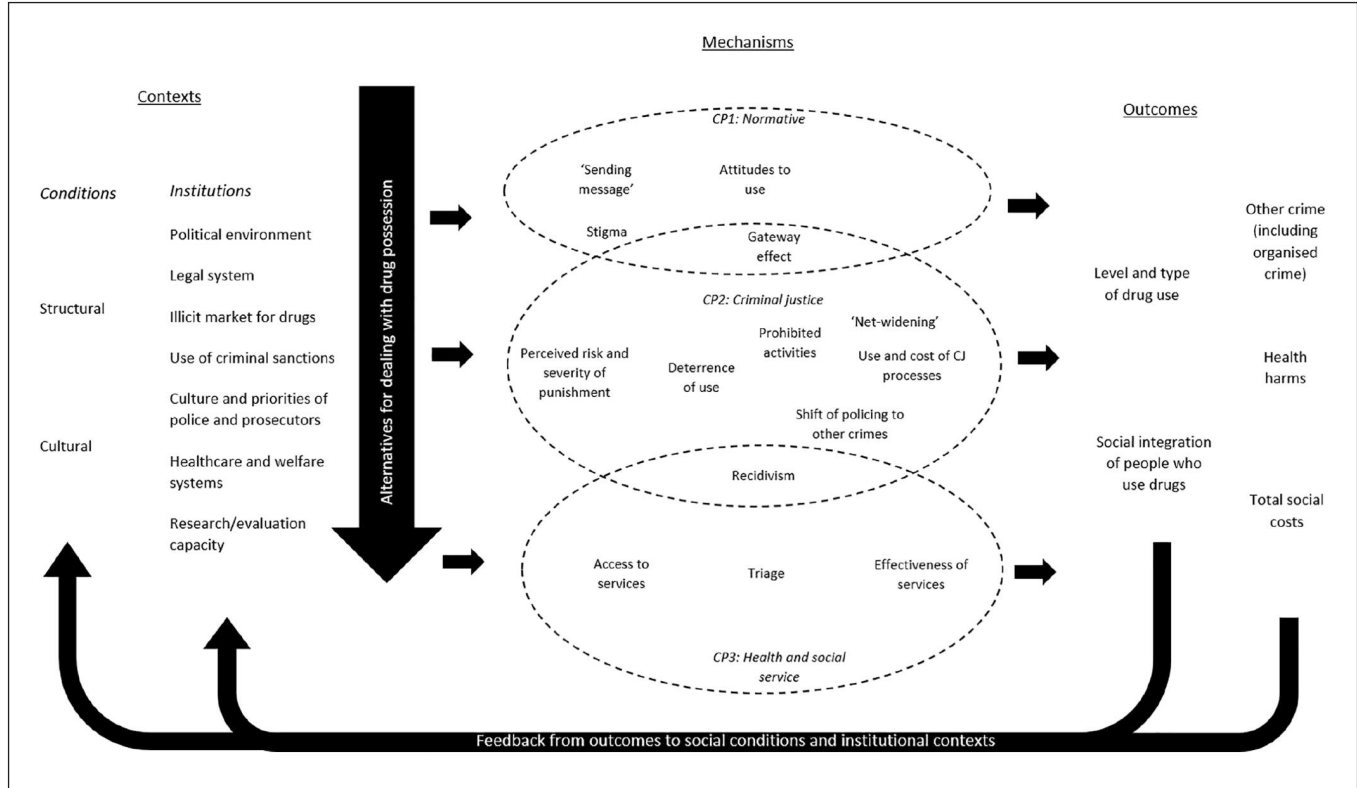 Mechanisms
Contexts
Outcomes
Conditions
Institutions
Structural
Cultural
Political environment
Legal system
Illicit market for drugs
Use of criminal sanctions
Culture and priorities of
police and prosecutors
Healthcare and welfare
systems
Research/evaluation
capacity
Alternatives for dealing with drug possession
CP1: Normative
‘Sending
message’
Attitudes to
use
Stigma
Gateway
effect
CP2: Criminal justice
Prohibited
activities
‘Net-widening’
Perceived risk and
severity of
punishment
Deterrence
of use
Use and cost of CJ
processes
Shift of policing to
other crimes
Recidivism
Access to
services
Triage
Effectiveness of
services
CP3: Health and social
service
Level and type
of drug use
Other crime
(including
organised
crime)
Health
harms
Social integration
of people who
use drugs
Total social
costs
Feedback from outcomes to social conditions and institutional contexts